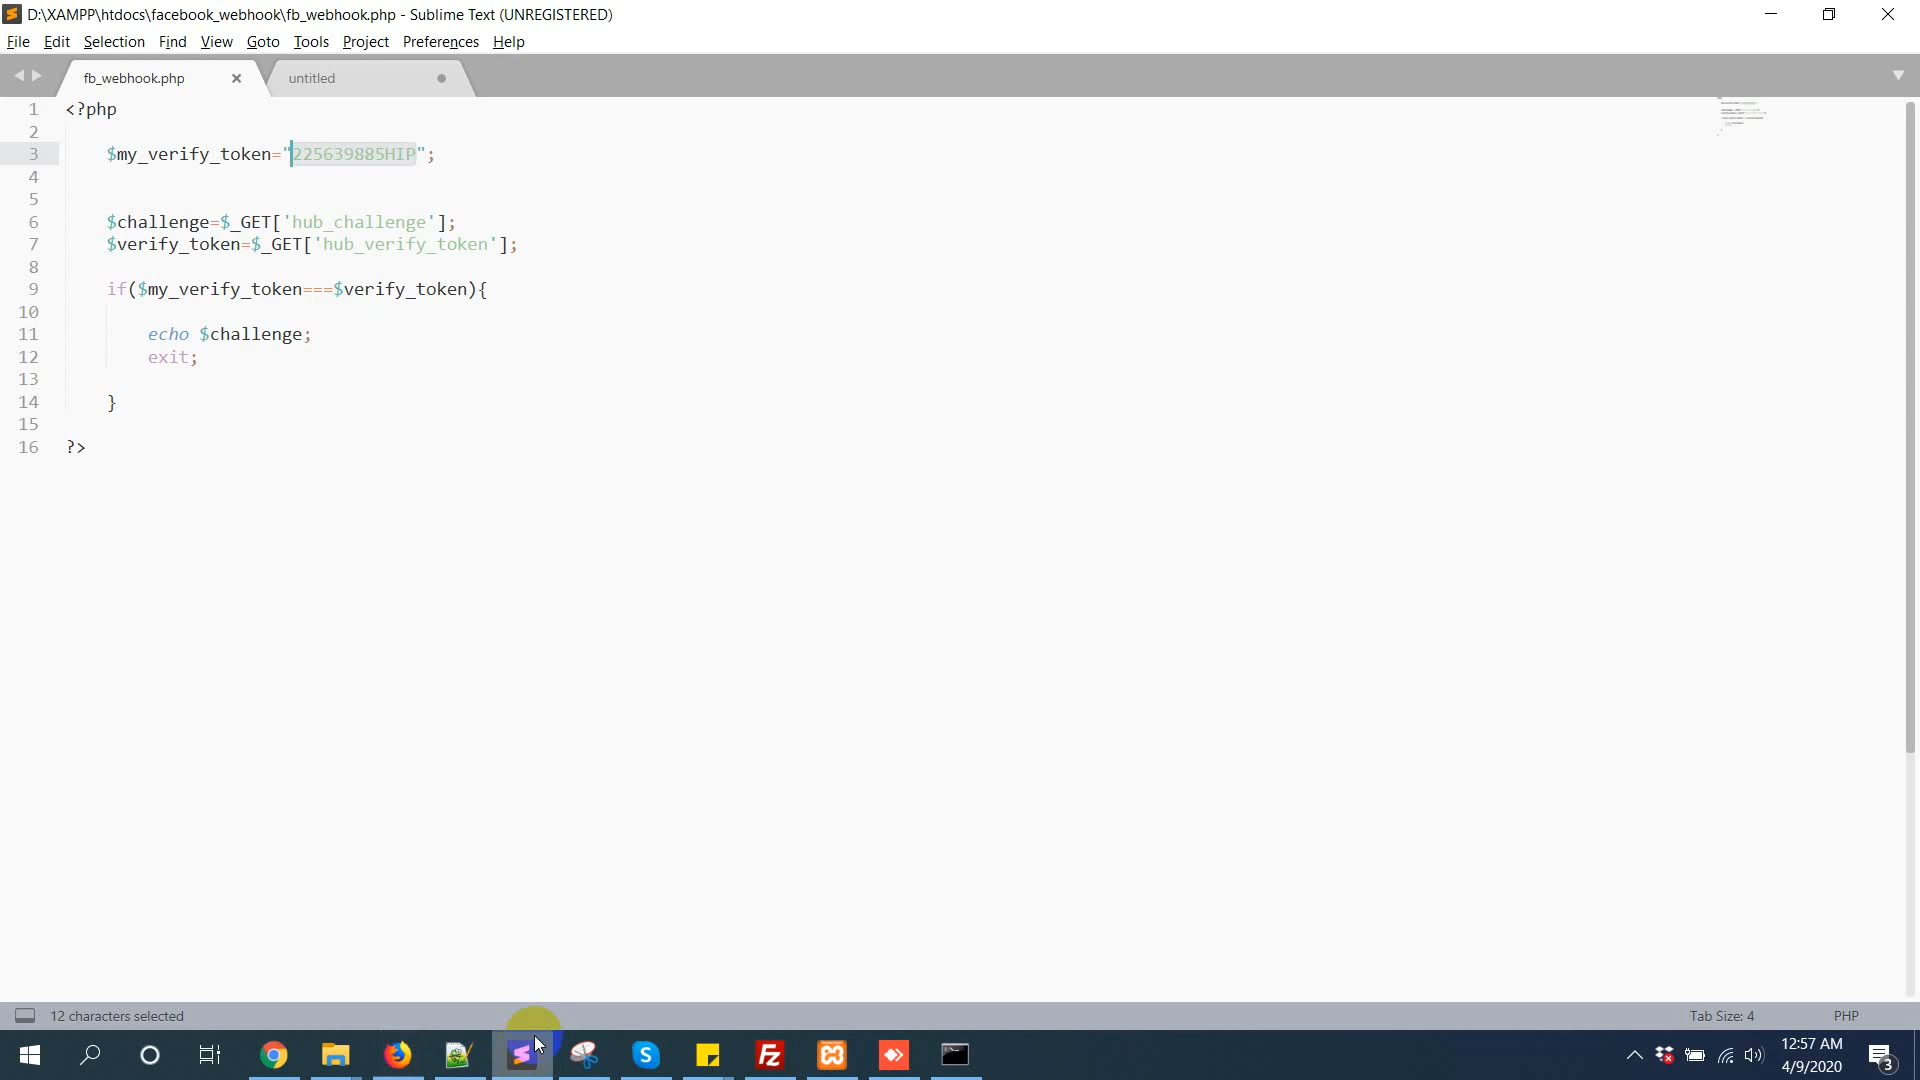 D:\XAMPP\htdocs\facebook_webhook\fb_webhook.php - Sublime Text (UNREGISTERED)
File Edit Selection Find View Goto Tools Project Preferences Help
fb_webhook.php untitled
1 <?php
2
3 $my_verify_token="225639885HIP";
4
5
6 $challenge=$_GET['hub_challenge'];
7 $verify_token=$_GET['hub_verify_token'];
8
9 if($my_verify_token===$verify_token){
10
11 echo $challenge;
12 exit;
13
14 }
15
16 ?>
12 characters selected Tab Size: 4 PHP
12:57 AM
4/9/2020
3